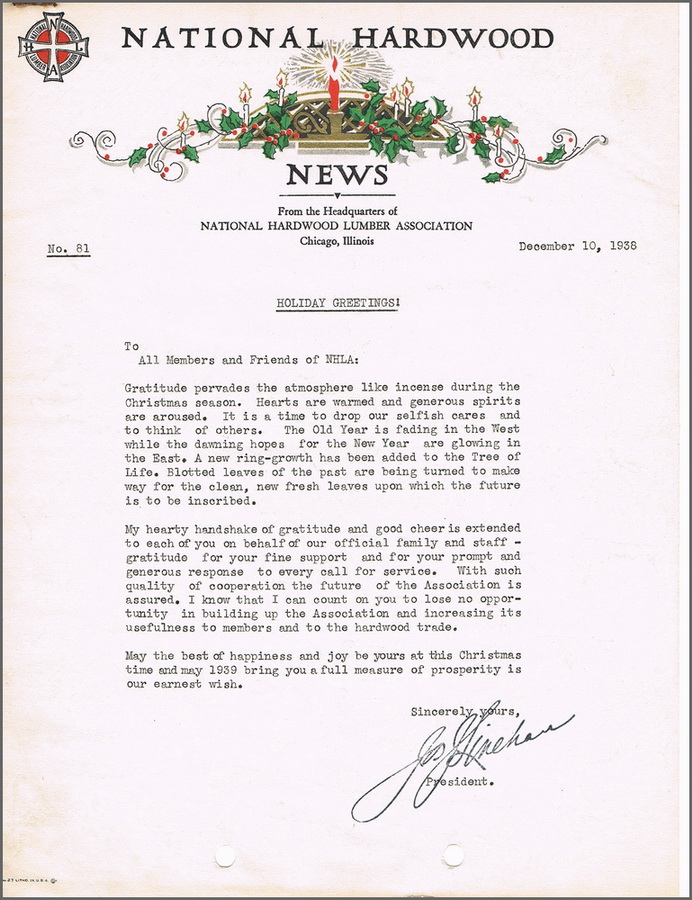 NATIONAL HARDWOOD
N
H L
A
NEWS
From the Headquarters of
NATIONAL HARDWOOD LUMBER ASSOCIATION
Chicago, Illinois
No. 81
December 10, 1938
HOLIDAY GREETINGS!
To
All Members and Friends of NHLA:
Gratitude pervades the atmosphere like incense during the
Christmas season. Hearts are warmed and generous spirits
are aroused. It is a time to drop our selfish cares and
to think of others. The Old Year is fading in the West
while the dawning hopes for the New Year are glowing in
the East. A new ring-growth has been added to the Tree of
Life. Blotted leaves of the past are being turned to make
way for the clean, new fresh leaves upon which the future
is to be inscribed.
My hearty handshake of gratitude and good cheer is extended
to each of you on behalf of our official family and staff -
gratitude for your fine support and for your prompt and
generous response to every call for service. With such
quality of cooperation the future of the Association is
assured. I know that I can count on you to lose no oppor-
tunity in building up the Association and increasing its
usefulness to members and to the hardwood trade.
May the best of happiness and joy be yours at this Christmas
time and may 1939 bring you a full measure of prosperity is
our earnest wish.
Sincerely yours,
President.